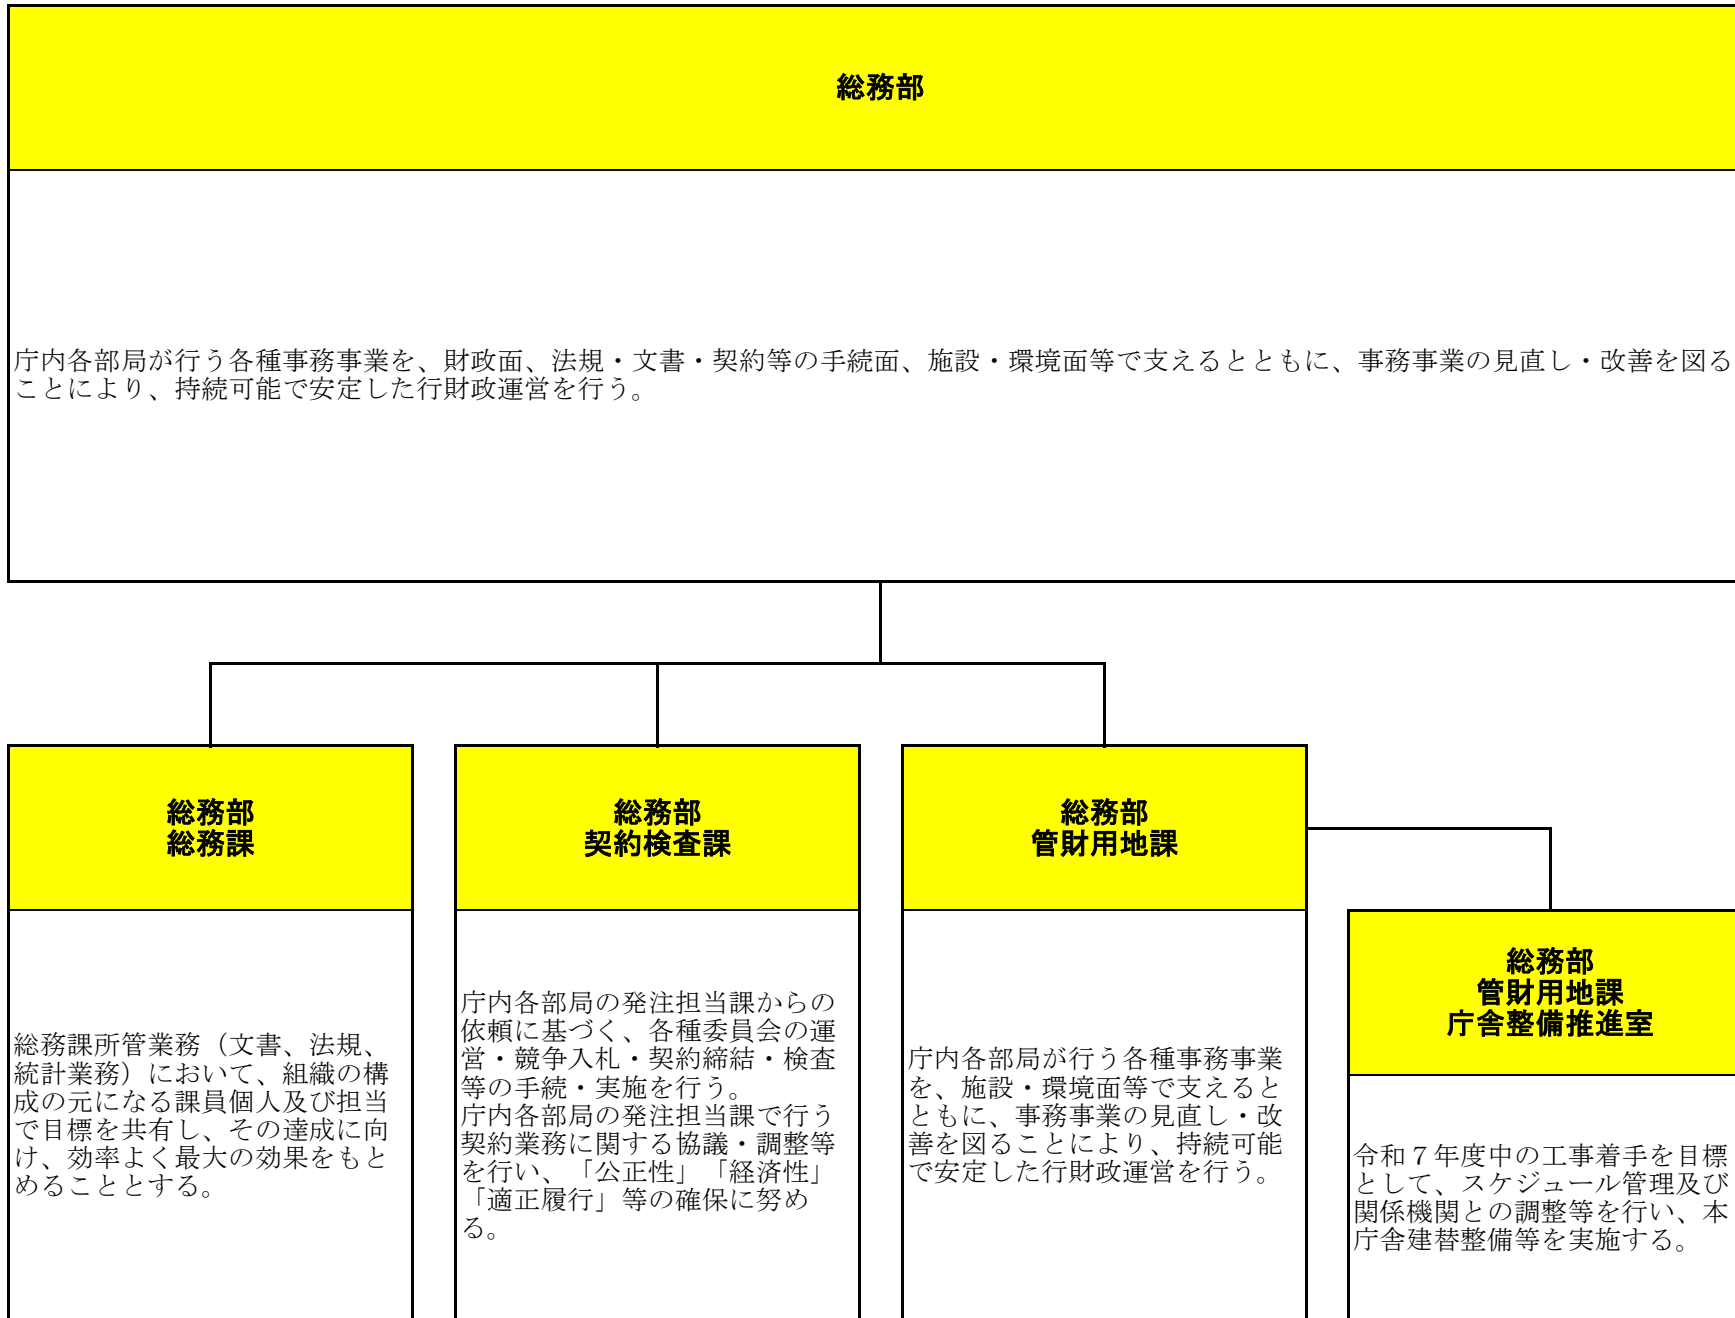 総務部
庁内各部局が行う各種事務事業を、財政面、法規・文書・契約等の手続面、施設・環境面等で支えるとともに、事務事業の見直し・改善を図る
ことにより、持続可能で安定した行財政運営を行う。
総務部
総務課
総務課所管業務（文書、法規、
統計業務）において、組織の構
成の元になる課員個人及び担当
で目標を共有し、その達成に向
け、効率よく最大の効果をもと
めることとする。
総務部
契約検査課
庁内各部局の発注担当課からの
依頼に基づく、各種委員会の運
営・競争入札・契約締結・検査
等の手続・実施を行う。
庁内各部局の発注担当課で行う
契約業務に関する協議・調整等
を行い、「公正性」「経済性」
「適正履行」等の確保に努め
る。
総務部
管財用地課
庁内各部局が行う各種事務事業
を、施設・環境面等で支えると
ともに、事務事業の見直し・改
善を図ることにより、持続可能
で安定した行財政運営を行う。
総務部
管財用地課
庁舎整備推進室
令和７年度中の工事着手を目標
として、スケジュール管理及び
関係機関との調整等を行い、本
庁舎建替整備等を実施する。